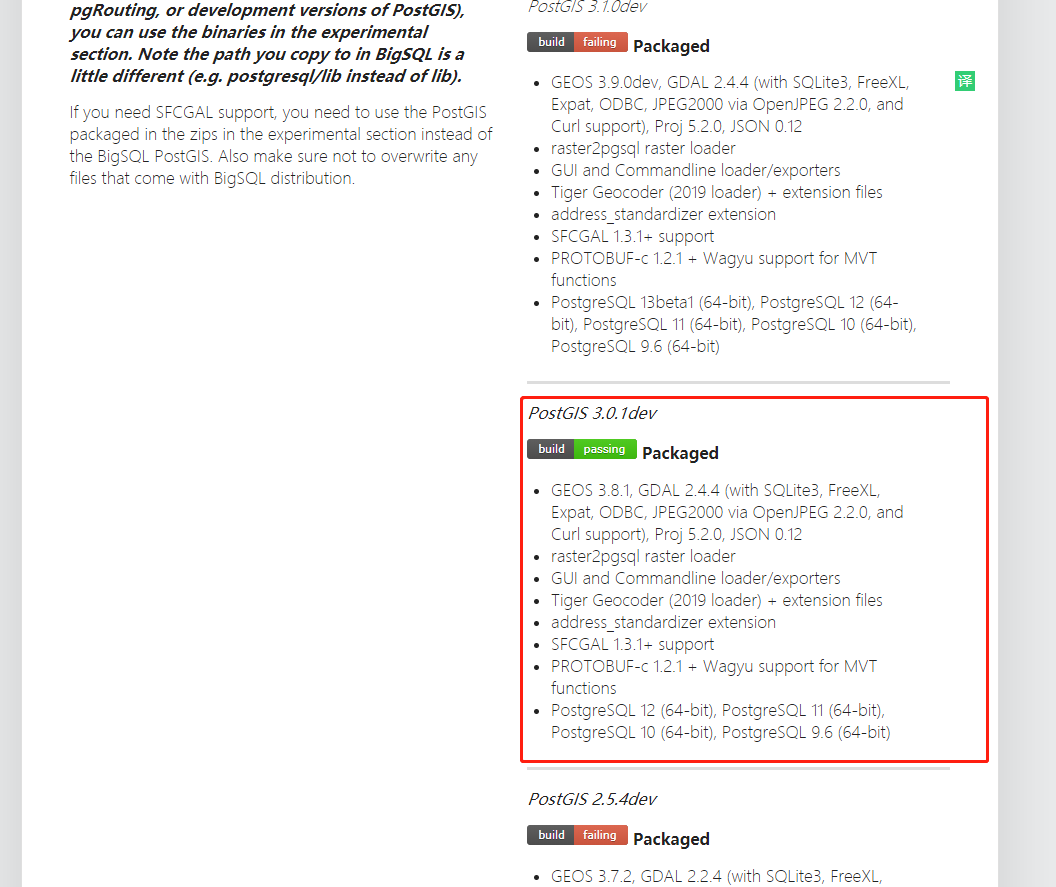 pgRouting, or development versions of PostGIS),
you can use the binaries in the experimental
section. Note the path you copy to in BigSQL is a
little different (e.g. postgresql/lib instead of lib).
If you need SFCGAL support, you need to use the PostGIS
packaged in the zips in the experimental section instead of
the BigSQL PostGIS. Also make sure not to overwrite any
files that come with BigSQL distribution.
PostGIS 3.1.0dev
build failing Packaged
GEOS 3.9.0dev, GDAL 2.4.4 (with SQLite3, FreeXL,
Expat, ODBC, JPEG2000 via OpenJPEG 2.2.0, and
Curl support), Proj 5.2.0, JSON 0.12
raster2pgsql raster loader
GUI and Commandline loader/exporters
Tiger Geocoder (2019 loader) + extension files
address_standardizer extension
SFCGAL 1.3.1+ support
PROTOBUF-c 1.2.1 + Wagyu support for MVT
functions
PostgreSQL 13beta1 (64-bit), PostgreSQL 12 (64-
bit), PostgreSQL 11 (64-bit), PostgreSQL 10 (64-bit),
PostgreSQL 9.6 (64-bit)
译
PostGIS 3.0.1dev
build passing Packaged
GEOS 3.8.1, GDAL 2.4.4 (with SQLite3, FreeXL,
Expat, ODBC, JPEG2000 via OpenJPEG 2.2.0, and
Curl support), Proj 5.2.0, JSON 0.12
raster2pgsql raster loader
GUI and Commandline loader/exporters
Tiger Geocoder (2019 loader) + extension files
address_standardizer extension
SFCGAL 1.3.1+ support
PROTOBUF-c 1.2.1 + Wagyu support for MVT
functions
PostgreSQL 12 (64-bit), PostgreSQL 11 (64-bit),
PostgreSQL 10 (64-bit), PostgreSQL 9.6 (64-bit)
PostGIS 2.5.4dev
build failing Packaged
GEOS 3.7.2, GDAL 2.2.4 (with SQLite3, FreeXL,